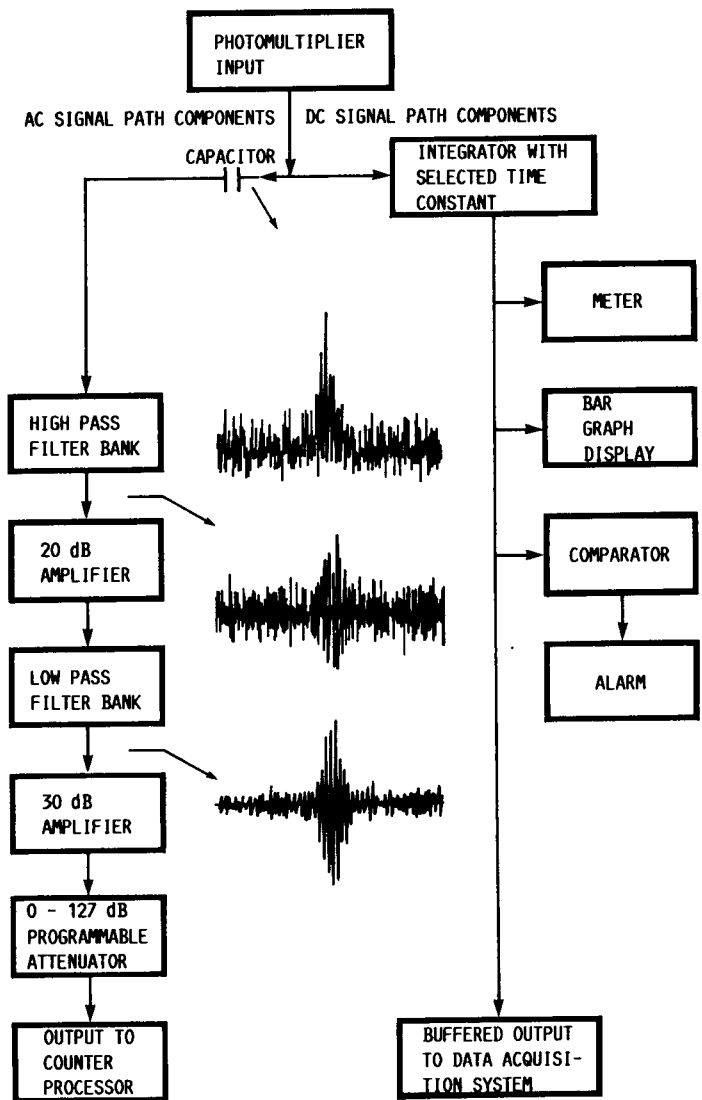 PHOTOMULTIPLIER
INPUT
AC SIGNAL PATH COMPONENTS
DC SIGNAL PATH COMPONENTS
CAPACITOR
INTEGRATOR WITH
SELECTED TIME
CONSTANT
METER
BAR
GRAPH
DISPLAY
COMPARATOR
ALARM
HIGH PASS
FILTER BANK
20 dB
AMPLIFIER
LOW PASS
FILTER BANK
30 dB
AMPLIFIER
0 - 127 dB
PROGRAMMABLE
ATTENUATOR
OUTPUT TO
COUNTER
PROCESSOR
BUFFERED OUTPUT
TO DATA ACQUISI-
TION SYSTEM